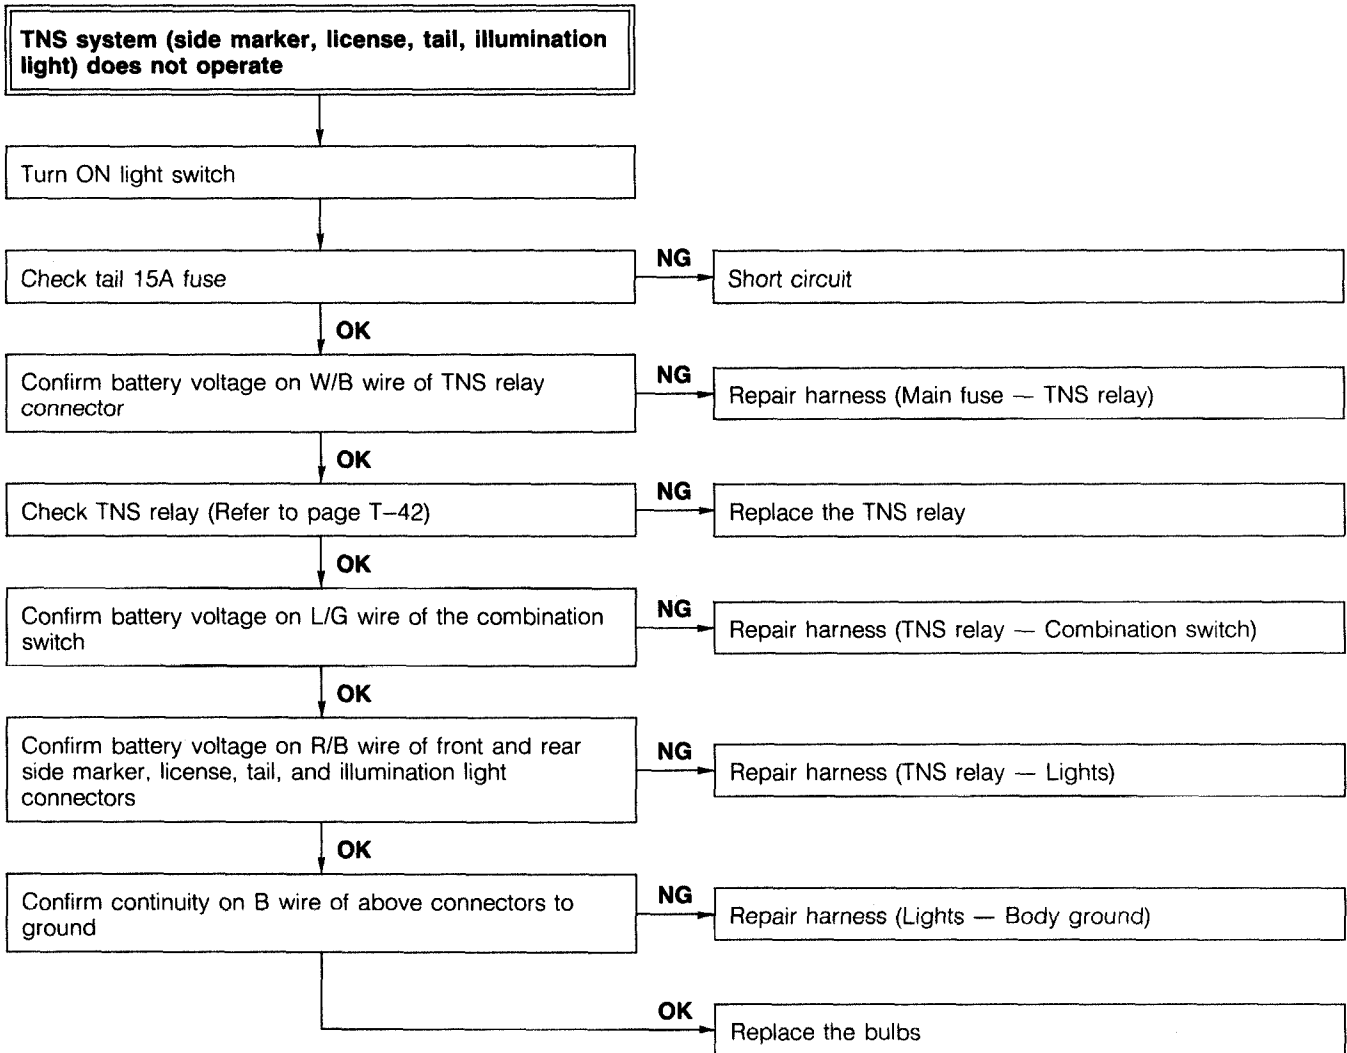 TNS system (side marker, license, tail, illumination
light) does not operate
Turn ON light switch
Check tail 15A fuse
NG
Short circuit
OK
Confirm battery voltage on W/B wire of TNS relay
connector
NG
Repair harness (Main fuse — TNS relay)
OK
Check TNS relay (Refer to page T–42)
NG
Replace the TNS relay
OK
Confirm battery voltage on L/G wire of the combination
switch
NG
Repair harness (TNS relay — Combination switch)
OK
Confirm battery voltage on R/B wire of front and rear
side marker, license, tail, and illumination light
connectors
NG
Repair harness (TNS relay — Lights)
OK
Confirm continuity on B wire of above connectors to
ground
NG
Repair harness (Lights — Body ground)
OK
Replace the bulbs